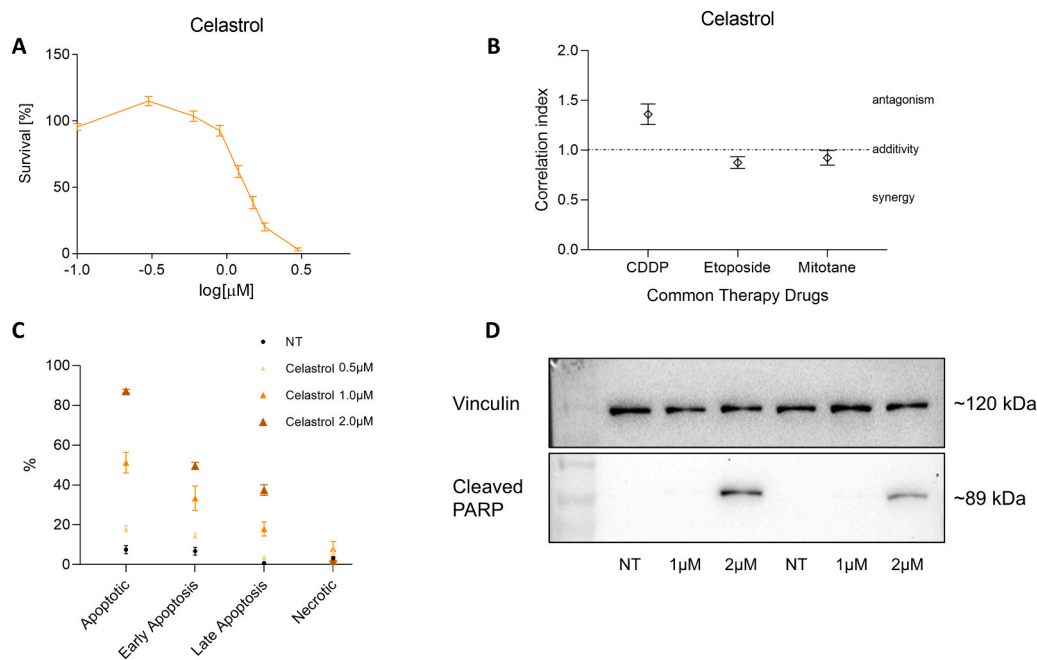 Celastrol
A
150
100
50
0
Survival [%]
-1.0
-0.5
0.0
0.5
log[µM]
Celastrol
B
2.0
1.5
1.0
0.5
0.0
Correlation index
antagonism
additivity
synergy
CDDP
Etoposide
Mitotane
Common Therapy Drugs
C
NT
Celastrol 0.5µM
Celastrol 1.0µM
Celastrol 2.0µM
100
80
60
40
20
0
%
Apoptotic
Early Apoptosis
Late Apoptosis
Necrotic
D
Vinculin
~120 kDa
Cleaved
PARP
~89 kDa
NT
1µM
2µM
NT
1µM
2µM